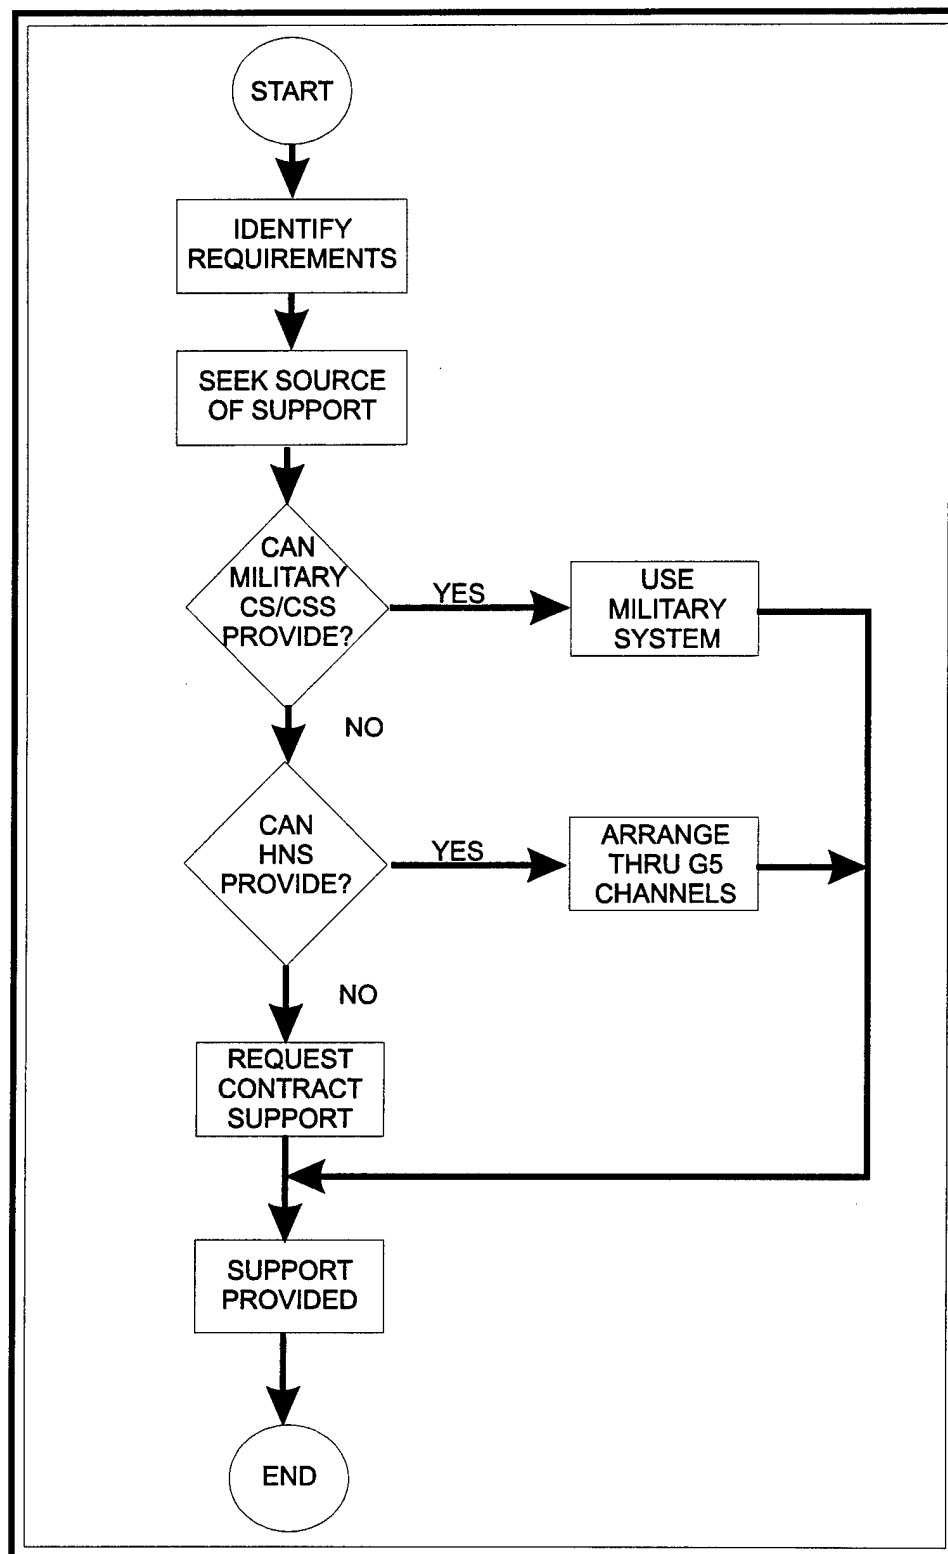 START
IDENTIFY
REQUIREMENTS
SEEK SOURCE
OF SUPPORT
CAN
MILITARY
CS/CSS
PROVIDE?
YES
USE
MILITARY
SYSTEM
NO
CAN
HNS
PROVIDE?
YES
ARRANGE
THRU G5
CHANNELS
NO
REQUEST
CONTRACT
SUPPORT
SUPPORT
PROVIDED
END